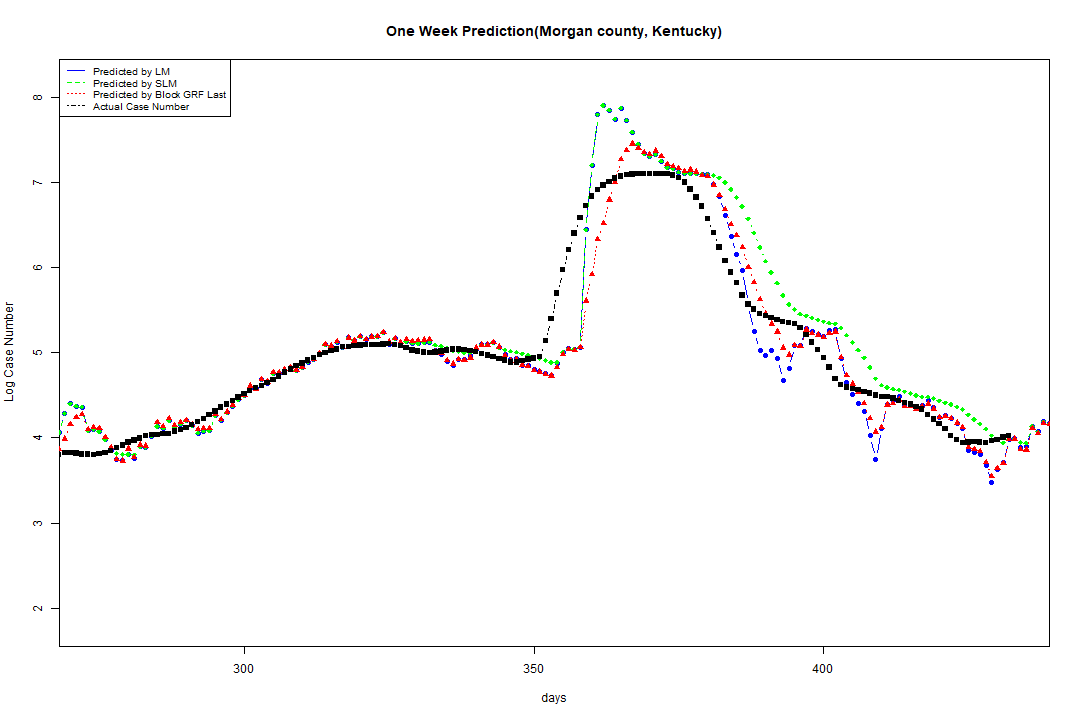 One Week Prediction(Morgan county, Kentucky)
Predicted by LM
Predicted by SLM
Predicted by Block GRF Last
Actual Case Number
8
7
6
5
4
3
2
Log Case Number
300
350
400
days